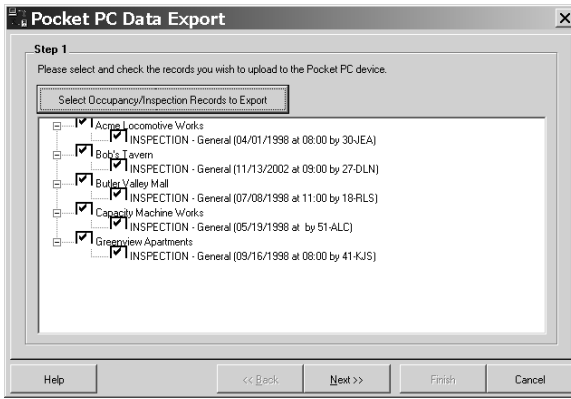 Pocket PC Data Export
Step 1
Please select and check the records you wish to upload to the Pocket PC device.
Select Occupancy/Inspection Records to Export
Acme Locomotive Works
INSPECTION - General (04/01/1998 at 08:00 by 30-JEA)
Bob's Tavern
INSPECTION - General (11/13/2002 at 09:00 by 27-DLN)
Butler Valley Mall
INSPECTION - General (07/08/1998 at 11:00 by 18-RLS)
Capacity Machine Works
INSPECTION - General (05/19/1998 at  by 51-ALC)
Greenview Apartments
INSPECTION - General (09/16/1998 at 08:00 by 41-KJS)
Help << Back Next >> Finish Cancel